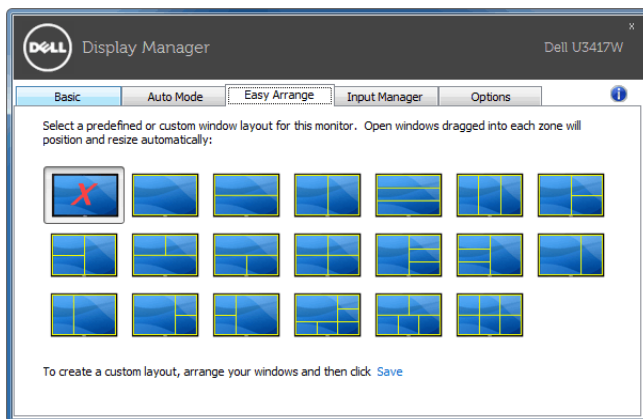 x
DELL Display Manager Dell U3417W
Basic Auto Mode Easy Arrange Input Manager Options i
Select a predefined or custom window layout for this monitor. Open windows dragged into each zone will
position and resize automatically:
X
To create a custom layout, arrange your windows and then click Save